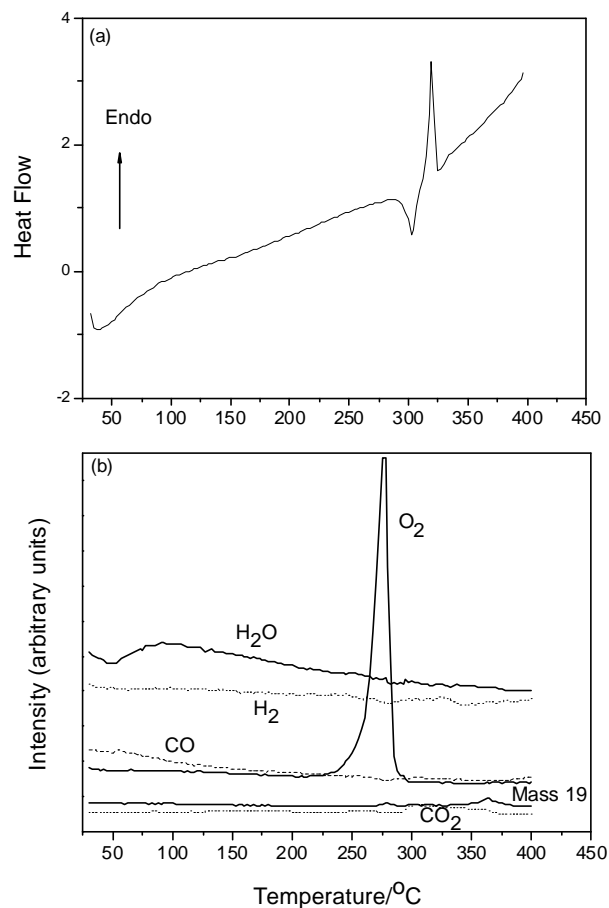 (a)
4
Endo
2
Heat Flow
0
-2
50 100 150 200 250 300 350 400 450
(b)
O2
H2O
H2
CO
Mass 19
CO2
Intensity (arbitrary units)
50 100 150 200 250 300 350 400 450
Temperature/°C